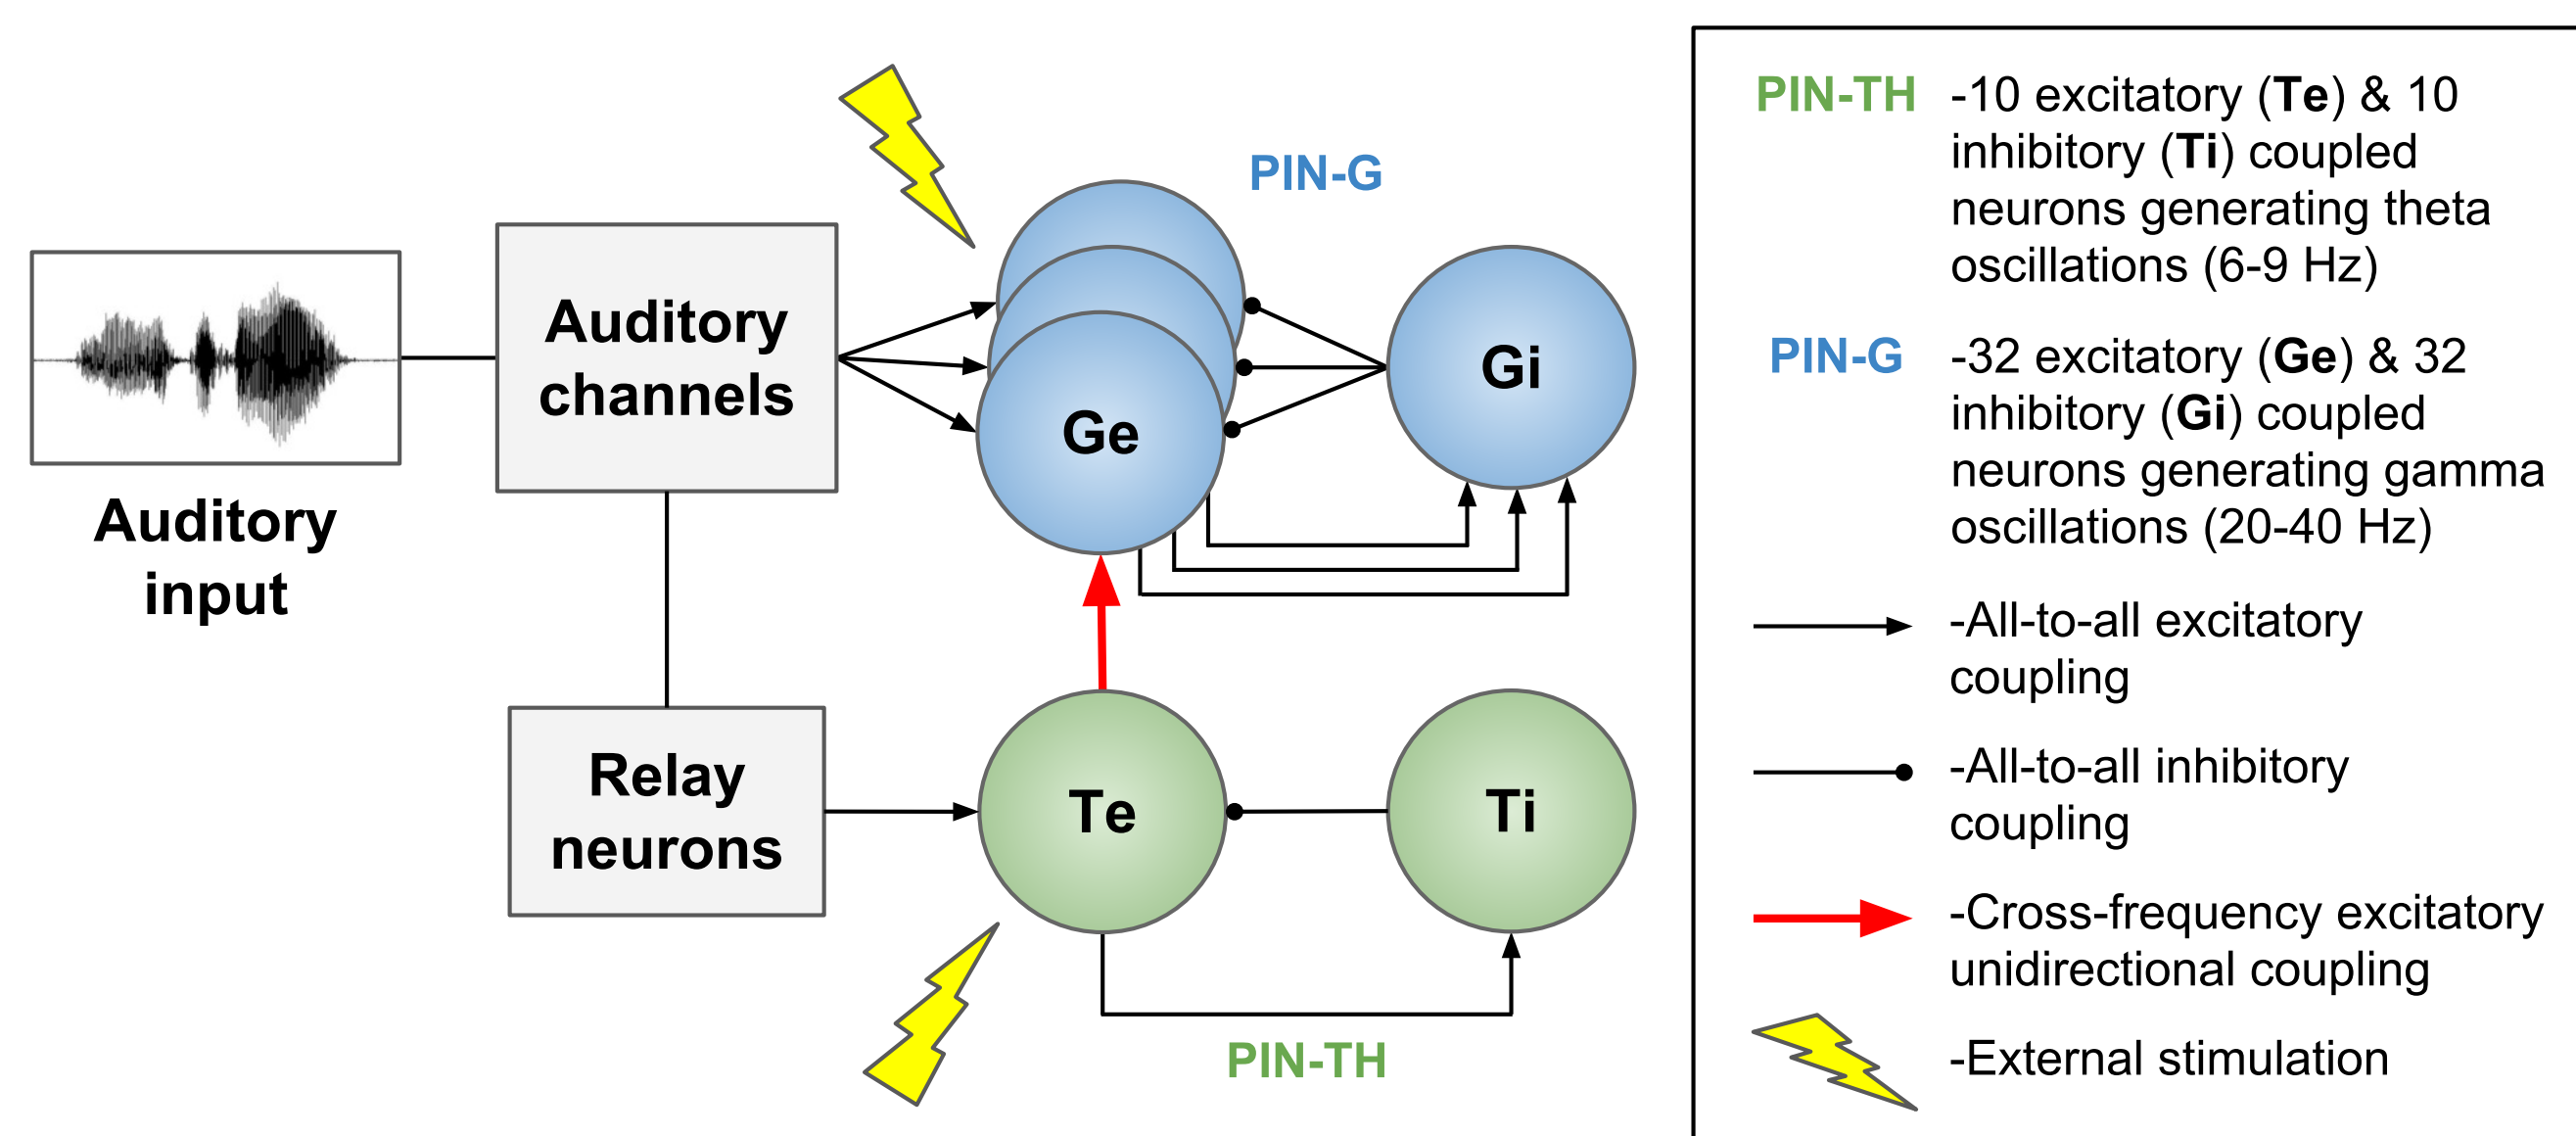 Auditory
input
Auditory
channels
Relay
neurons
PIN-G
Ge
Gi
Te
Ti
PIN-TH
PIN-TH -10 excitatory (Te) & 10
inhibitory (Ti) coupled
neurons generating theta
oscillations (6-9 Hz)
PIN-G -32 excitatory (Ge) & 32
inhibitory (Gi) coupled
neurons generating gamma
oscillations (20-40 Hz)
-All-to-all excitatory
coupling
-All-to-all inhibitory
coupling
-Cross-frequency excitatory
unidirectional coupling
-External stimulation